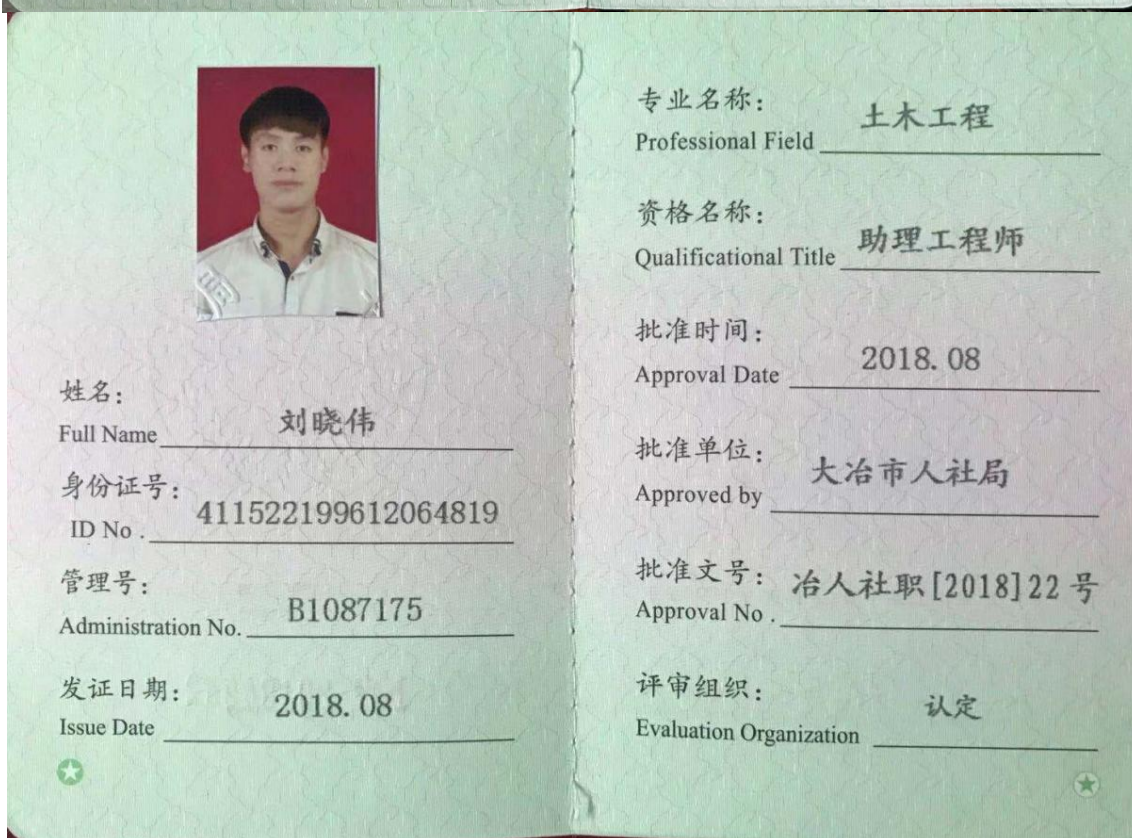 姓名：
Full Name 刘晓伟
身份证号：
ID No . 411522199612064819
管理号：
Administration No. B1087175
发证日期：
Issue Date 2018.08
专业名称：
Professional Field 土木工程
资格名称：
Qualificational Title 助理工程师
批准时间：
Approval Date 2018.08
批准单位：
Approved by 大冶市人社局
批准文号：
Approval No . 冶人社职[2018]22号
评审组织：
Evaluation Organization 认定